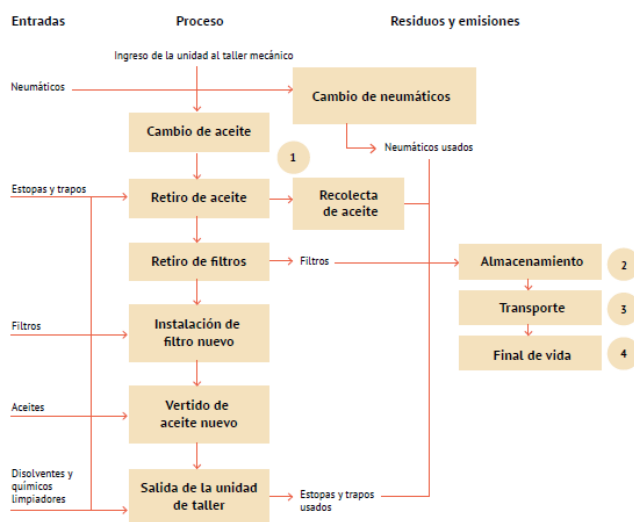 Entradas
Proceso
Residuos y emisiones
Ingreso de la unidad al taller mecánico
Neumáticos
Cambio de neumáticos
Cambio de aceite
Neumáticos usados
1
Estopas y trapos
Retiro de aceite
Recolecta
de aceite
Retiro de filtros
Filtros
Almacenamiento
2
Transporte
3
Filtros
Instalación de
filtro nuevo
Final de vida
4
Aceites
Vertido de
aceite nuevo
Disolventes y
químicos
limpiadores
Salida de la unidad
de taller
Estopas y trapos
usados